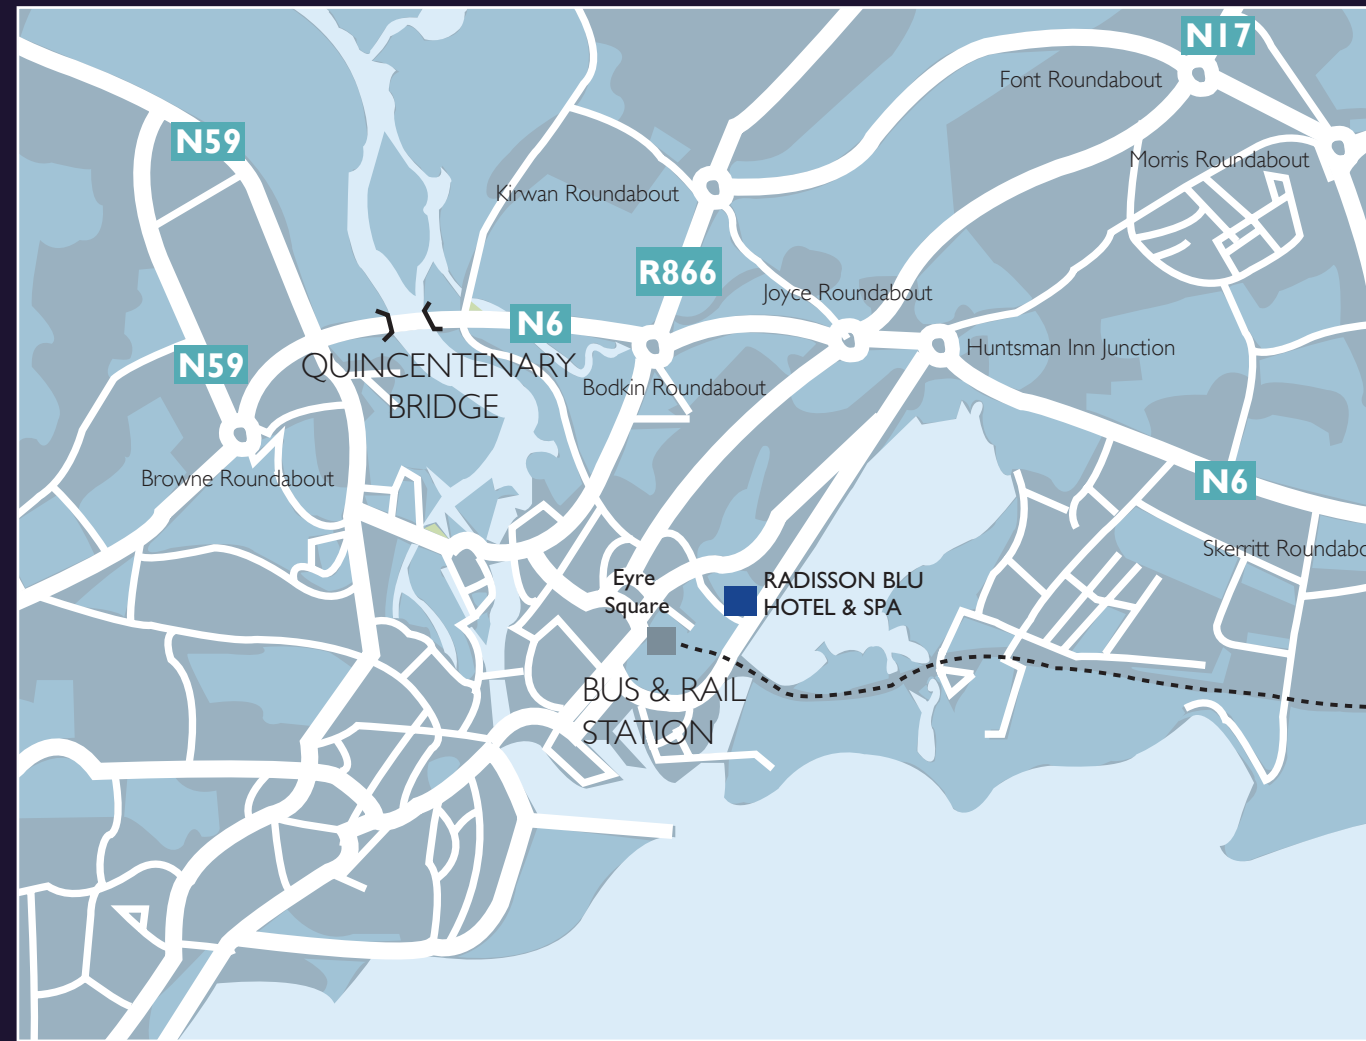 N17
Font Roundabout
N59
Morris Roundabout
Kirwan Roundabout
R866
Joyce Roundabout
N6
Huntsman Inn Junction
N59
QUINCENTENARY
BRIDGE
Bodkin Roundabout
Browne Roundabout
N6
Skerritt Roundabo
Eyre
Square
RADISSON BLU
HOTEL & SPA
BUS & RAIL
STATION